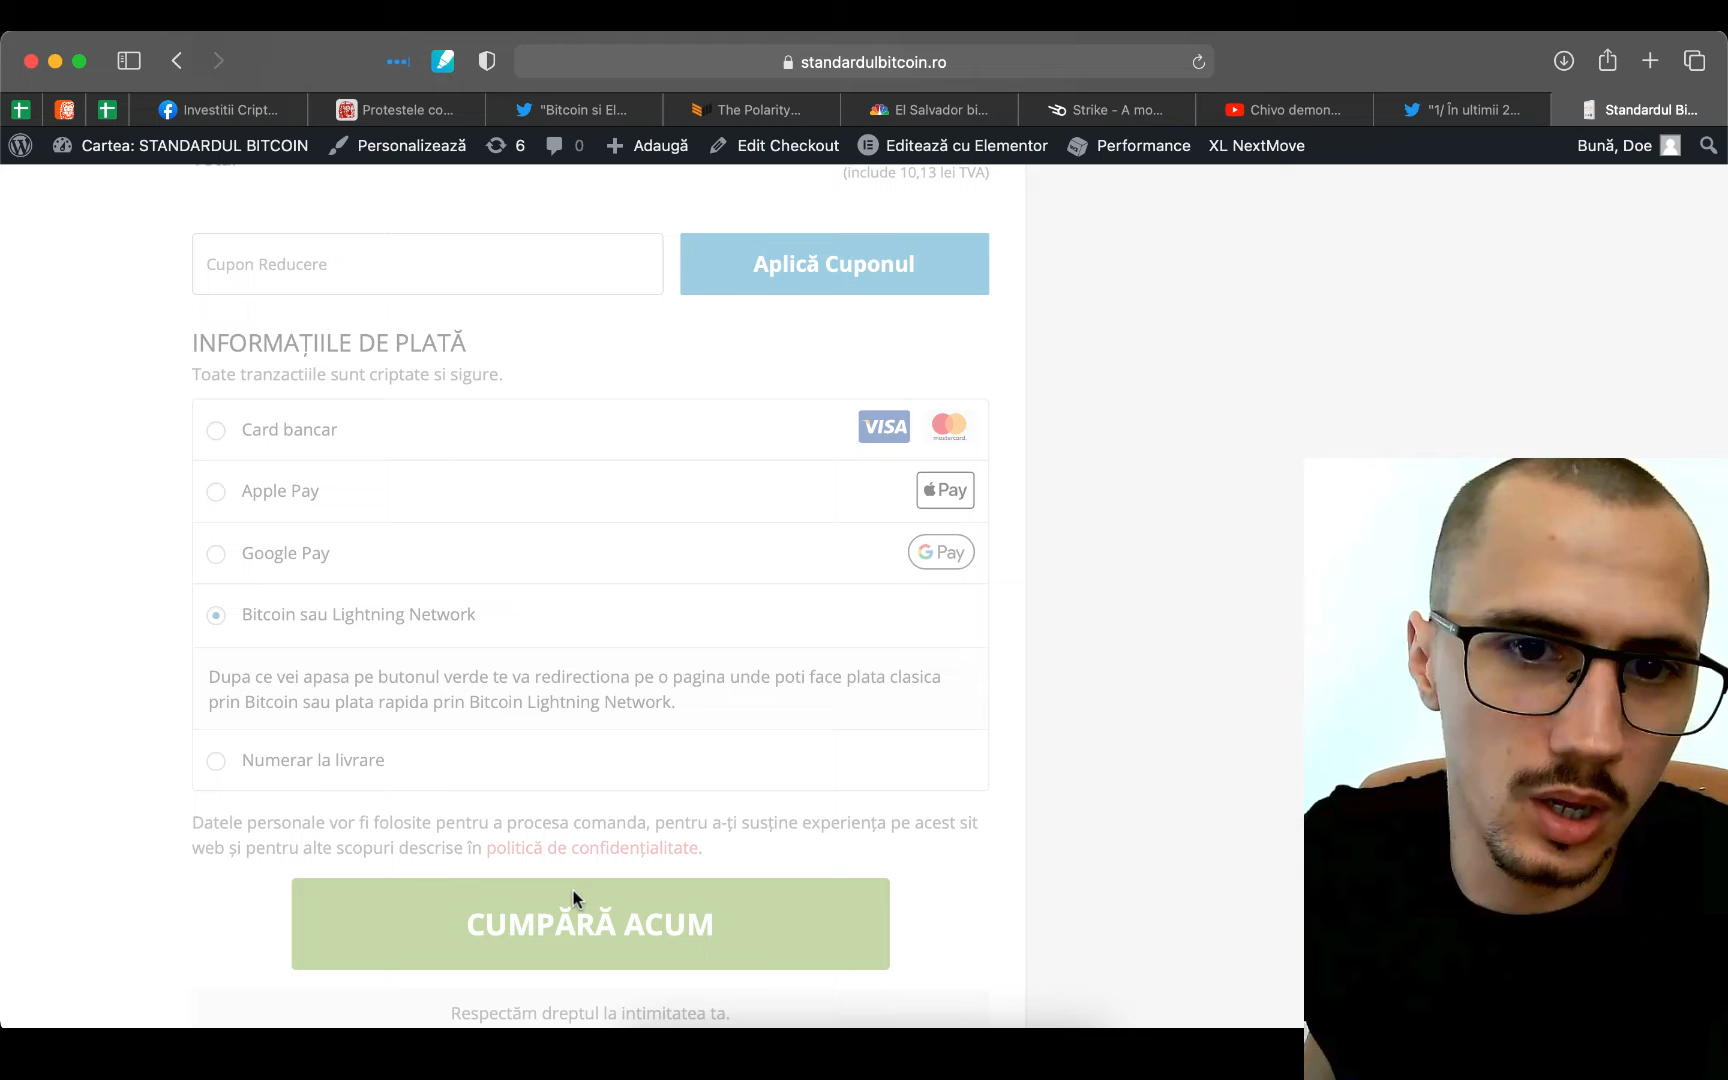 standardulbitcoin.ro
Investitii Cript...
Protestele co...
"Bitcoin si El...
The Polarity...
El Salvador bi...
Strike - A mo...
Chivo demon...
"1/ În ultimii 2...
Standardul Bi...
Cartea: STANDARDUL BITCOIN
Personalizează
6
0
Adaugă
Edit Checkout
Editează cu Elementor
Performance
XL NextMove
Bună, Doe
(include 10,13 lei TVA)
Cupon Reducere
Aplică Cuponul
INFORMAȚIILE DE PLATĂ
Toate tranzactiile sunt criptate si sigure.
Card bancar
VISA
mastercard
Apple Pay
Pay
Google Pay
G Pay
Bitcoin sau Lightning Network
Dupa ce vei apasa pe butonul verde te va redirectiona pe o pagina unde poti face plata clasica
prin Bitcoin sau plata rapida prin Bitcoin Lightning Network.
Numerar la livrare
Datele personale vor fi folosite pentru a procesa comanda, pentru a-ți susține experiența pe acest sit
web și pentru alte scopuri descrise în politică de confidențialitate.
CUMPĂRĂ ACUM
Respectăm dreptul la intimitatea ta.